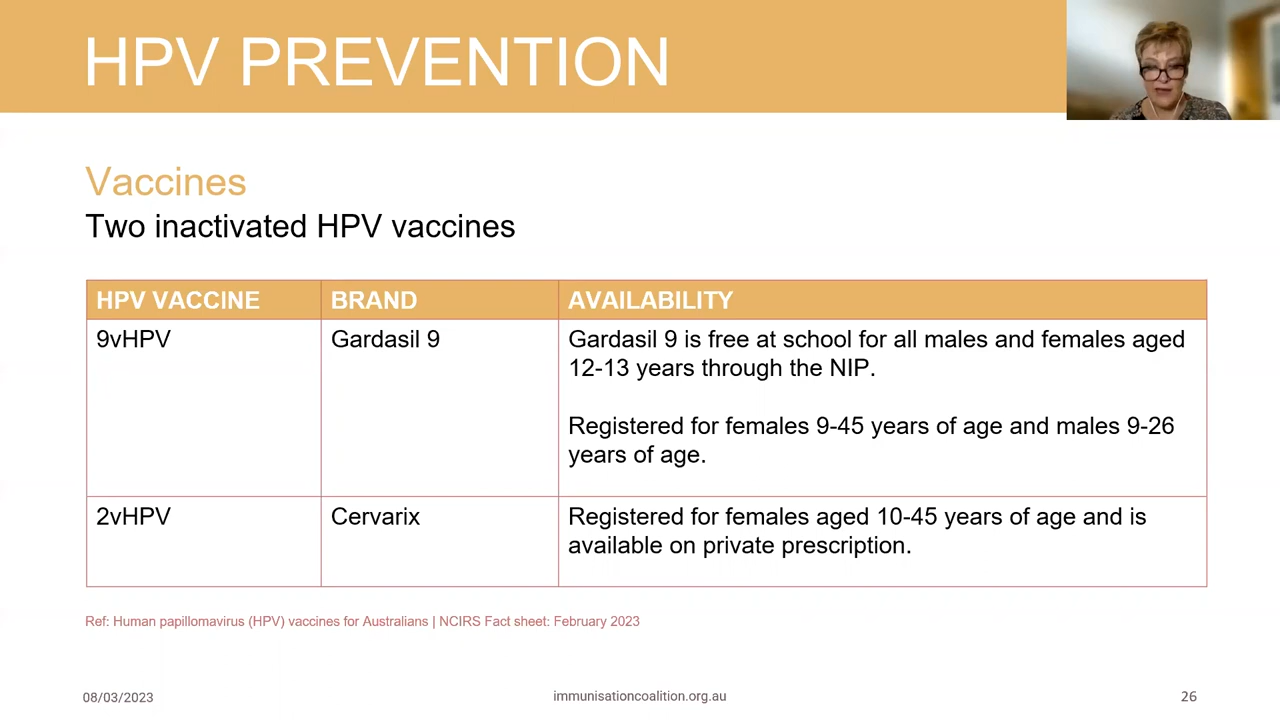 HPV PREVENTION
Vaccines
Two inactivated HPV vaccines
HPV VACCINE BRAND AVAILABILITY
9vHPV Gardasil 9 Gardasil 9 is free at school for all males and females aged
12-13 years through the NIP.
Registered for females 9-45 years of age and males 9-26
years of age.
2vHPV Cervarix Registered for females aged 10-45 years of age and is
available on private prescription.
Ref: Human papillomavirus (HPV) vaccines for Australians | NCIRS Fact sheet: February 2023
08/03/2023 immunisationcoalition.org.au 26